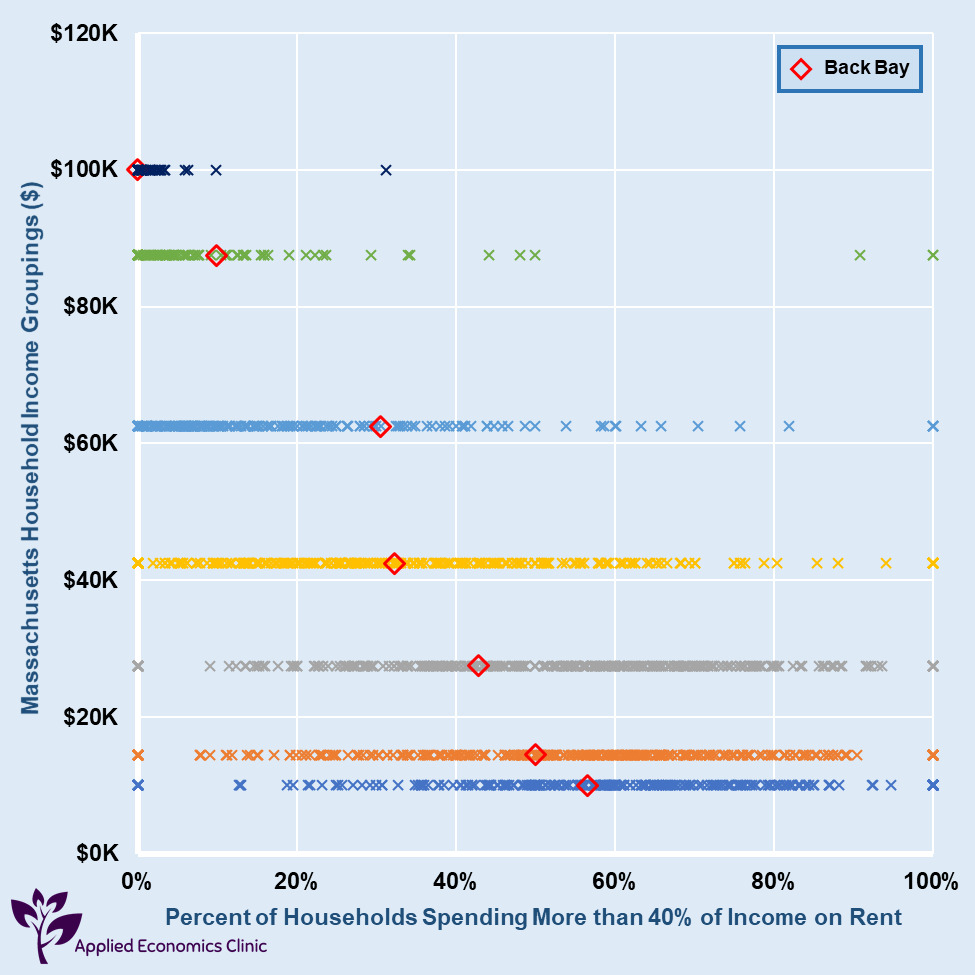 $120K
Back Bay
$100K
$80K
$60K
$40K
$20K
$0K
Massachusetts Household Income Groupings ($)
0%
20%
40%
60%
80%
100%
Percent of Households Spending More than 40% of Income on Rent
Applied Economics Clinic